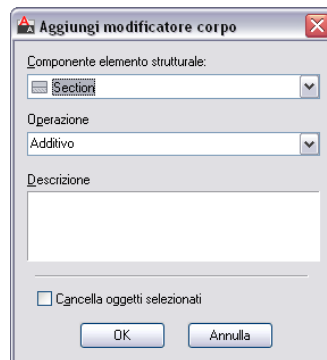 Aggiungi modificatore corpo
Componente elemento strutturale:
Section
Operazione
Additivo
Descrizione
Cancella oggetti selezionati
OK Annulla